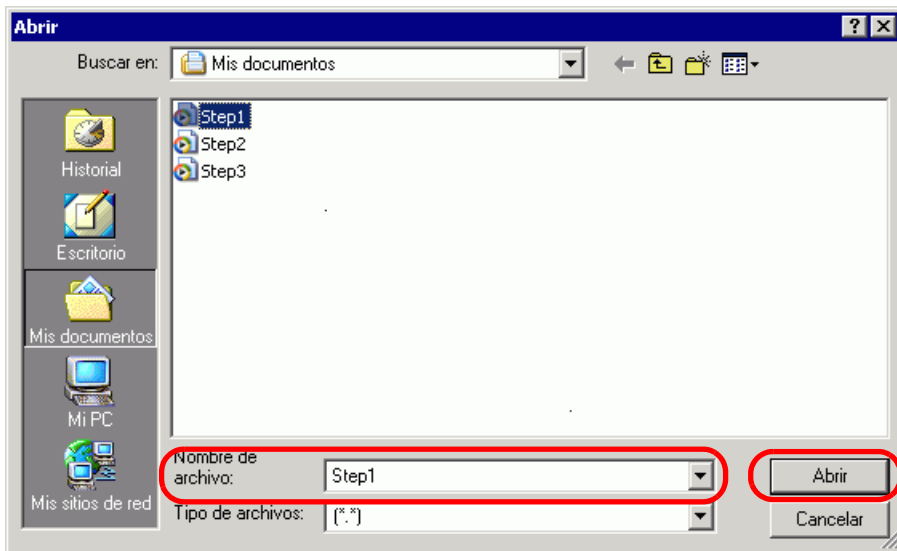 Abrir
Buscar en: Mis documentos
Step1
Step2
Step3
Historial
Escritorio
Mis documentos
Mi PC
Mis sitios de red
Nombre de
archivo: Step1
Abrir
Tipo de archivos: (*.*)
Cancelar